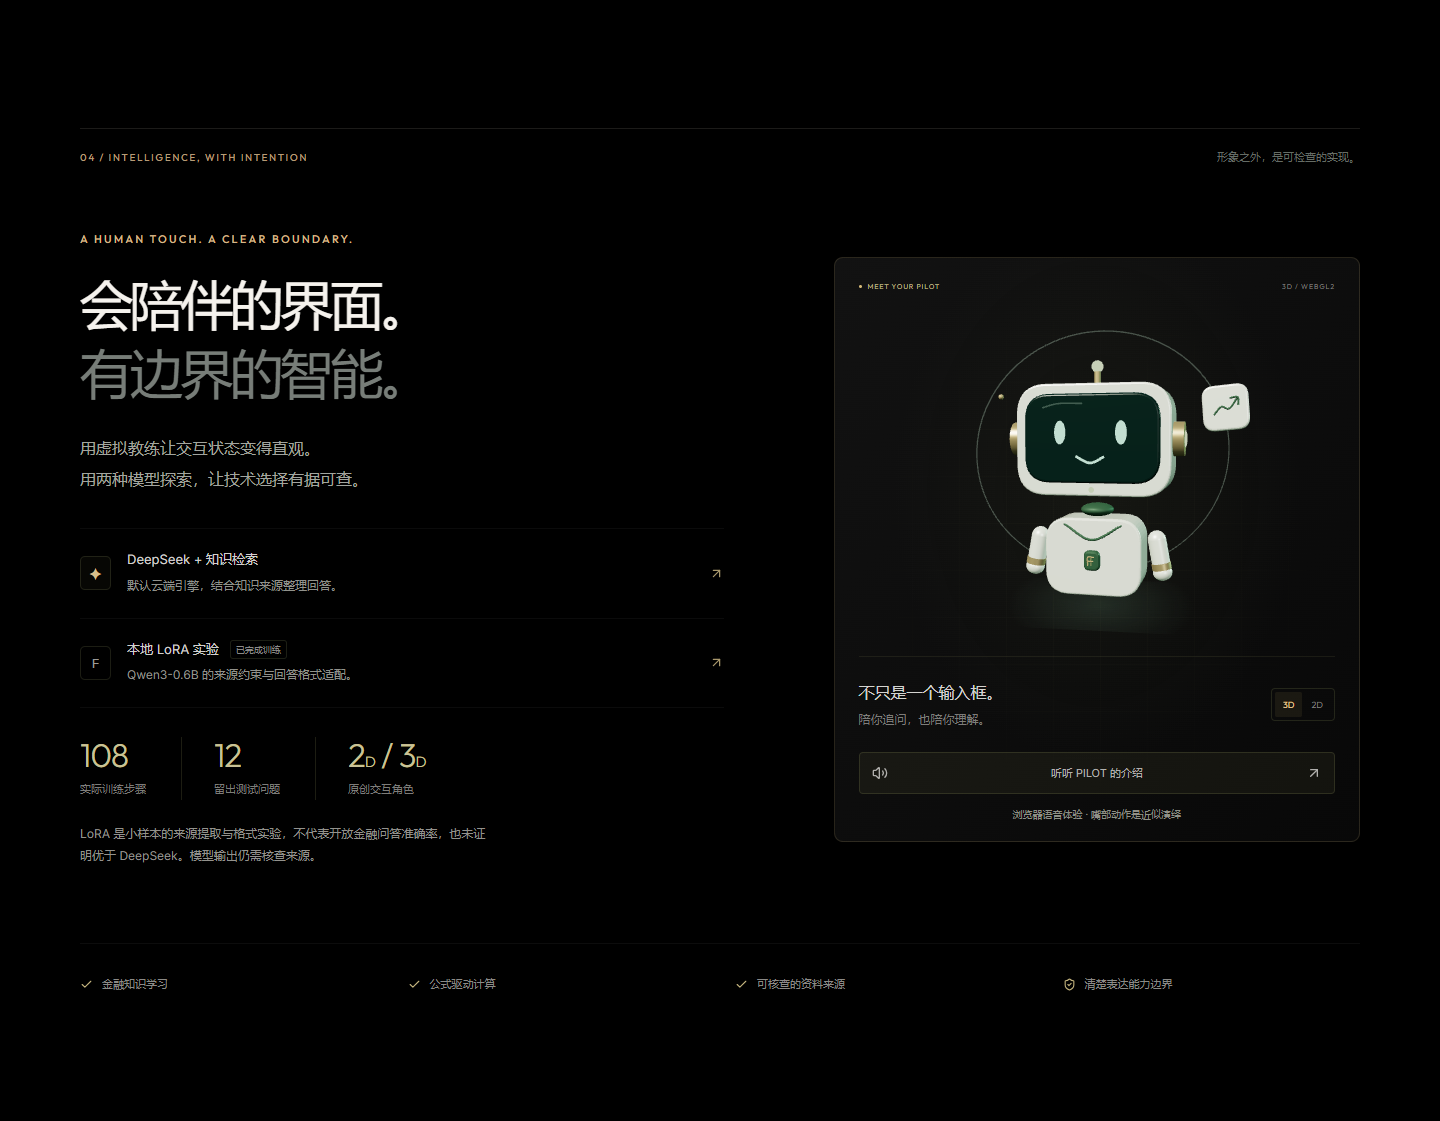 04 / INTELLIGENCE, WITH INTENTION
形象之外，是可检查的实现。
A HUMAN TOUCH. A CLEAR BOUNDARY.
会陪伴的界面。
有边界的智能。
用虚拟教练让交互状态变得直观。
用两种模型探索，让技术选择有据可查。
DeepSeek + 知识检索
默认云端引擎，结合知识来源整理回答。
F
本地 LoRA 实验 已完成训练
Qwen3-0.6B 的来源约束与回答格式适配。
108
实际训练步骤
12
留出测试问题
2D / 3D
原创交互角色
LoRA 是小样本的来源提取与格式实验，不代表开放金融问答准确率，也未证
明优于 DeepSeek。模型输出仍需核查来源。
MEET YOUR PILOT
3D / WEBGL2
不只是一个输入框。
陪你追问，也陪你理解。
3D 2D
听听 PILOT 的介绍
浏览器语音体验 · 嘴部动作是近似演绎
金融知识学习
公式驱动计算
可核查的资料来源
清楚表达能力边界